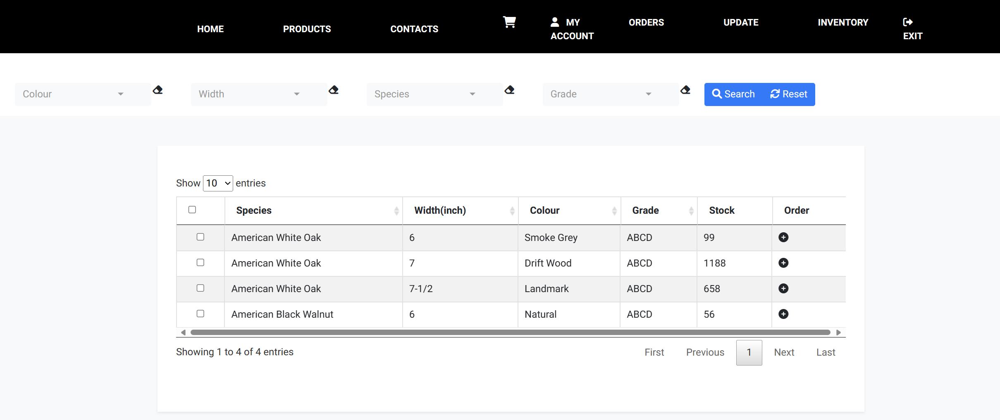 HOME PRODUCTS CONTACTS MY ACCOUNT ORDERS UPDATE INVENTORY EXIT
Colour Width Species Grade Search Reset
Show 10 entries
Species Width(inch) Colour Grade Stock Order
American White Oak 6 Smoke Grey ABCD 99
American White Oak 7 Drift Wood ABCD 1188
American White Oak 7-1/2 Landmark ABCD 658
American Black Walnut 6 Natural ABCD 56
Showing 1 to 4 of 4 entries First Previous 1 Next Last